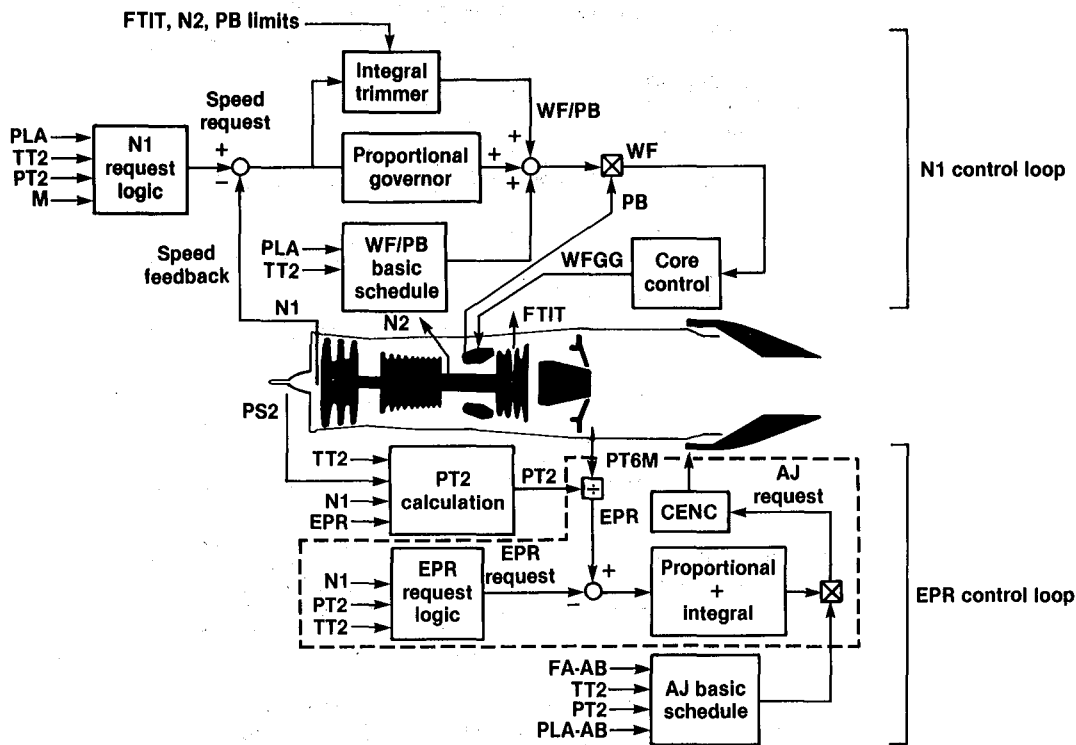 FTIT, N2, PB limits
Integral
trimmer
WF/PB
Speed
request
PLA
TT2
PT2
M
N1
request
logic
+
−
Proportional
governor
+
+
+
WF
PB
N1 control loop
PLA
TT2
WF/PB
basic
schedule
Speed
feedback
WFGG
Core
control
N1
N2
FTIT
PS2
TT2
N1
EPR
PT2
calculation
PT2
PT6M
÷
EPR
AJ
request
CENC
N1
PT2
TT2
EPR
request
logic
EPR
request
+
−
Proportional
+
integral
EPR control loop
FA-AB
TT2
PT2
PLA-AB
AJ basic
schedule